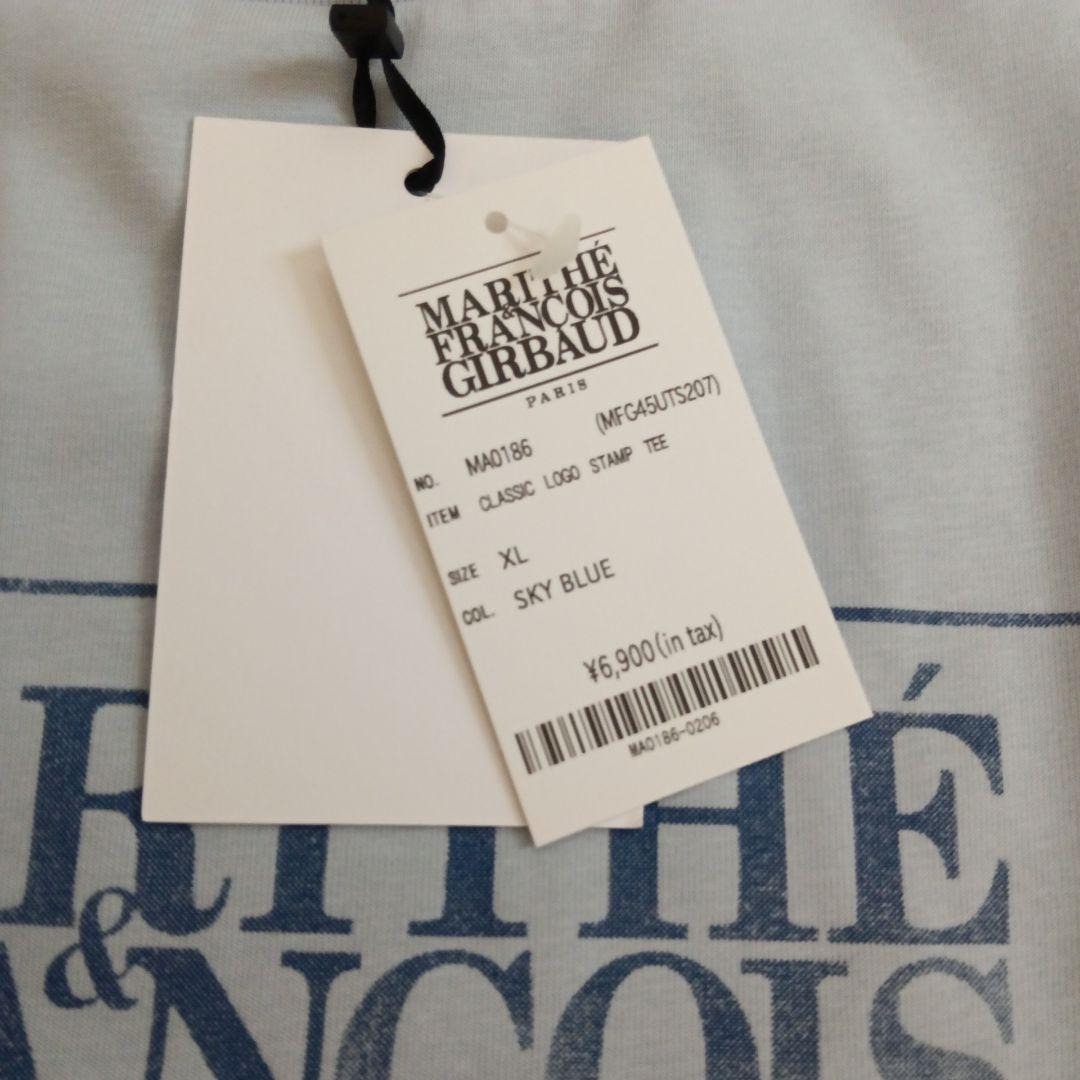 MARITHÉ
&
FRANCOIS
GIRBAUD
PARIS
NO. MA0186 (MFG45UTS207)
ITEM CLASSIC LOGO STAMP TEE
SIZE XL
COL. SKY BLUE
¥6,900(in tax)
MA0186-0206
RITHÉ
&
ANCOIS